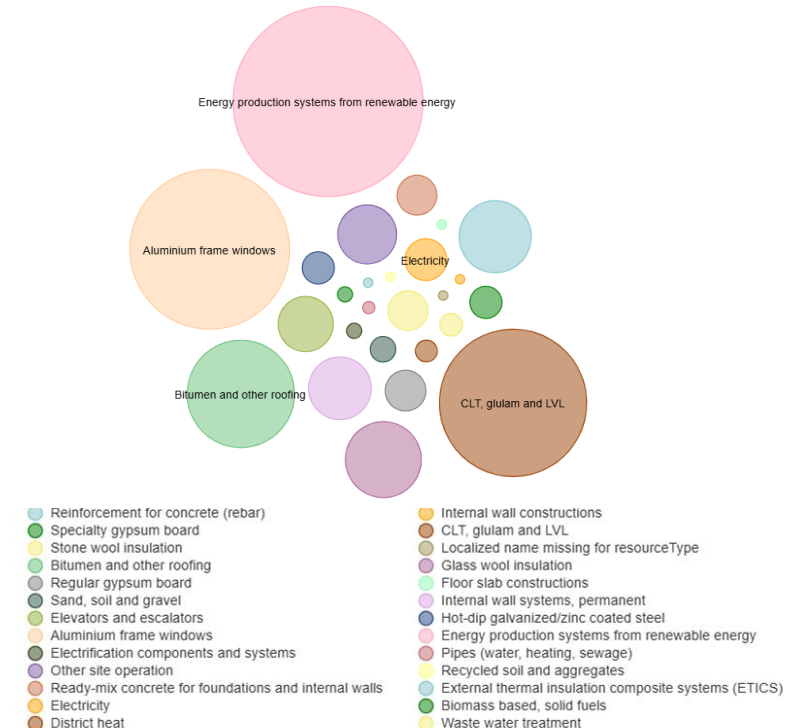 Energy production systems from renewable energy
Aluminium frame windows
Electricity
Bitumen and other roofing
CLT, glulam and LVL
Reinforcement for concrete (rebar)
Specialty gypsum board
Stone wool insulation
Bitumen and other roofing
Regular gypsum board
Sand, soil and gravel
Elevators and escalators
Aluminium frame windows
Electrification components and systems
Other site operation
Ready-mix concrete for foundations and internal walls
Electricity
District heat
Internal wall constructions
CLT, glulam and LVL
Localized name missing for resourceType
Glass wool insulation
Floor slab constructions
Internal wall systems, permanent
Hot-dip galvanized/zinc coated steel
Energy production systems from renewable energy
Pipes (water, heating, sewage)
Recycled soil and aggregates
External thermal insulation composite systems (ETICS)
Biomass based, solid fuels
Waste water treatment